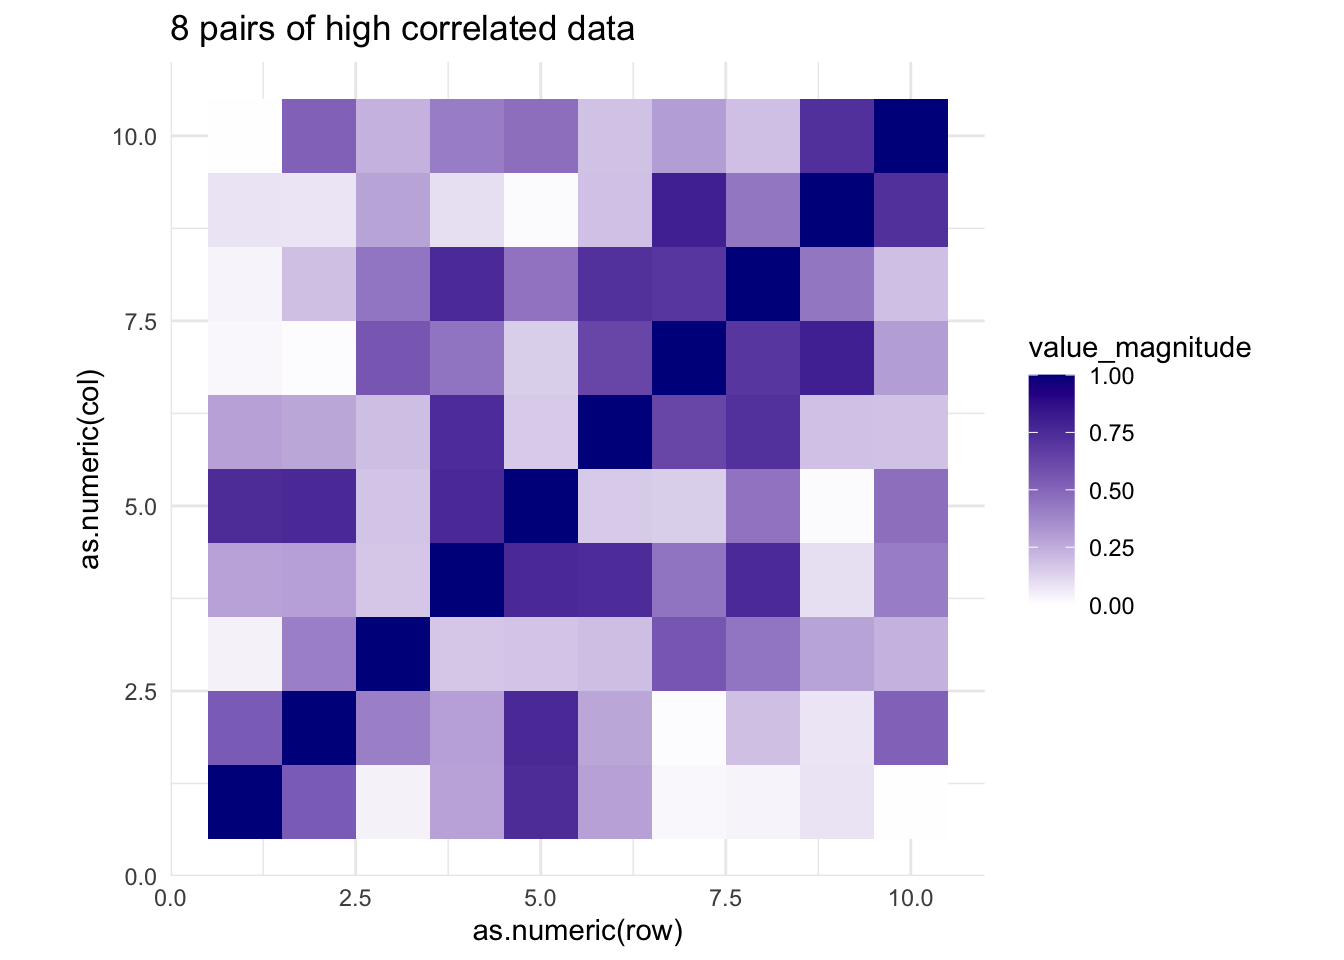 8 pairs of high correlated data
10.0
7.5
5.0
2.5
0.0
as.numeric(col)
0.0 2.5 5.0 7.5 10.0
as.numeric(row)
value_magnitude
1.00
0.75
0.50
0.25
0.00